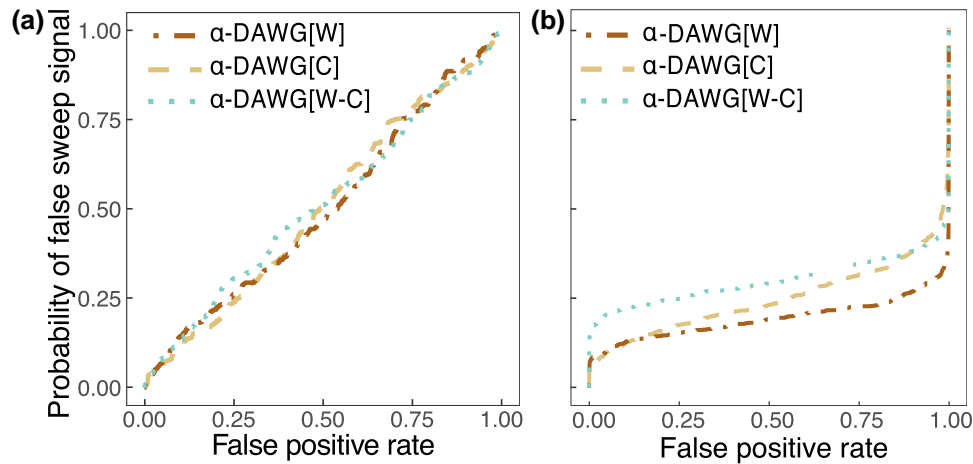 (a)
α-DAWG[W]
α-DAWG[C]
α-DAWG[W-C]
Probability of false sweep signal
1.00
0.75
0.50
0.25
0.00
0.00 0.25 0.50 0.75 1.00
False positive rate
(b)
α-DAWG[W]
α-DAWG[C]
α-DAWG[W-C]
0.00 0.25 0.50 0.75 1.00
False positive rate